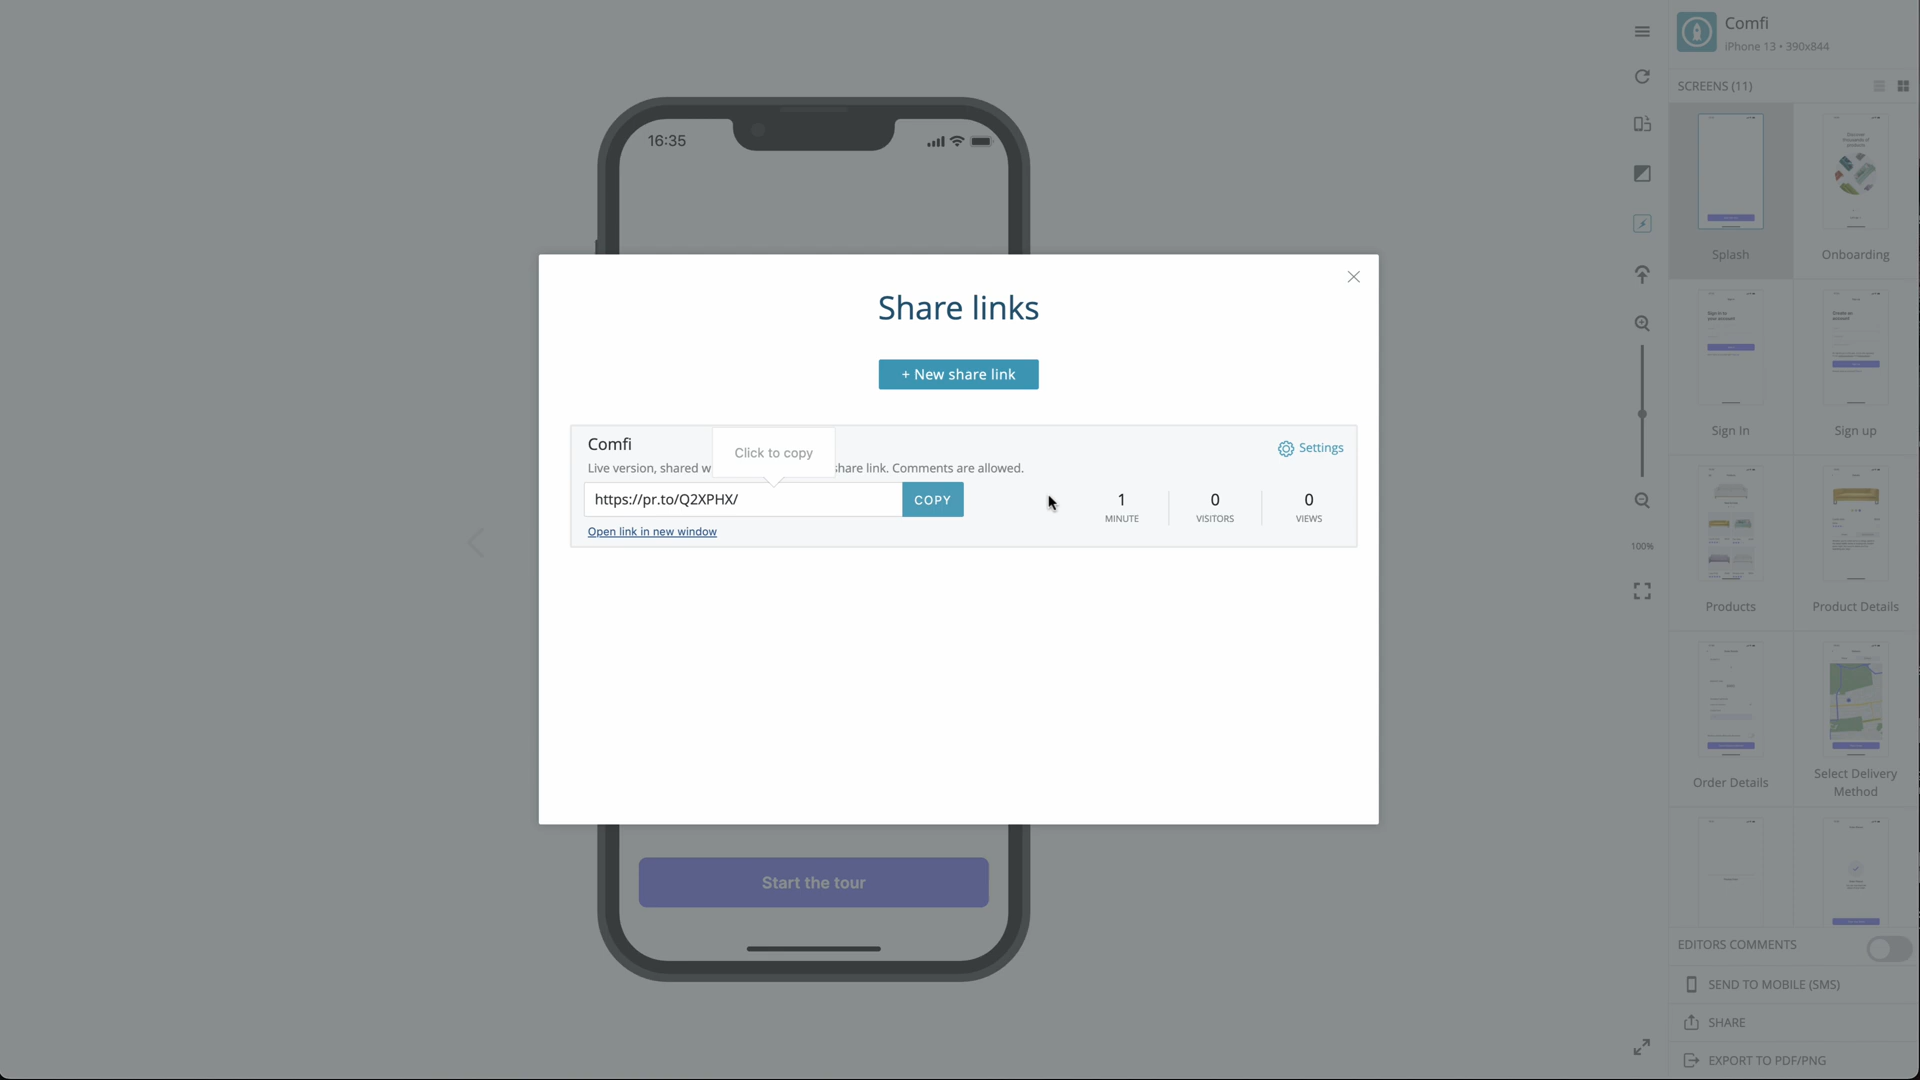 Comfi
iPhone 13 • 390x844
SCREENS (11)
16:35
Splash
Onboarding
Share links
+ New share link
Comfi
Click to copy
Settings
Live version, shared w
share link. Comments are allowed.
https://pr.to/Q2XPHX/
COPY
1
MINUTE
0
VISITORS
0
VIEWS
Open link in new window
Sign In
Sign up
100%
Products
Product Details
Order Details
Select Delivery
Method
Start the tour
EDITORS COMMENTS
SEND TO MOBILE (SMS)
SHARE
EXPORT TO PDF/PNG